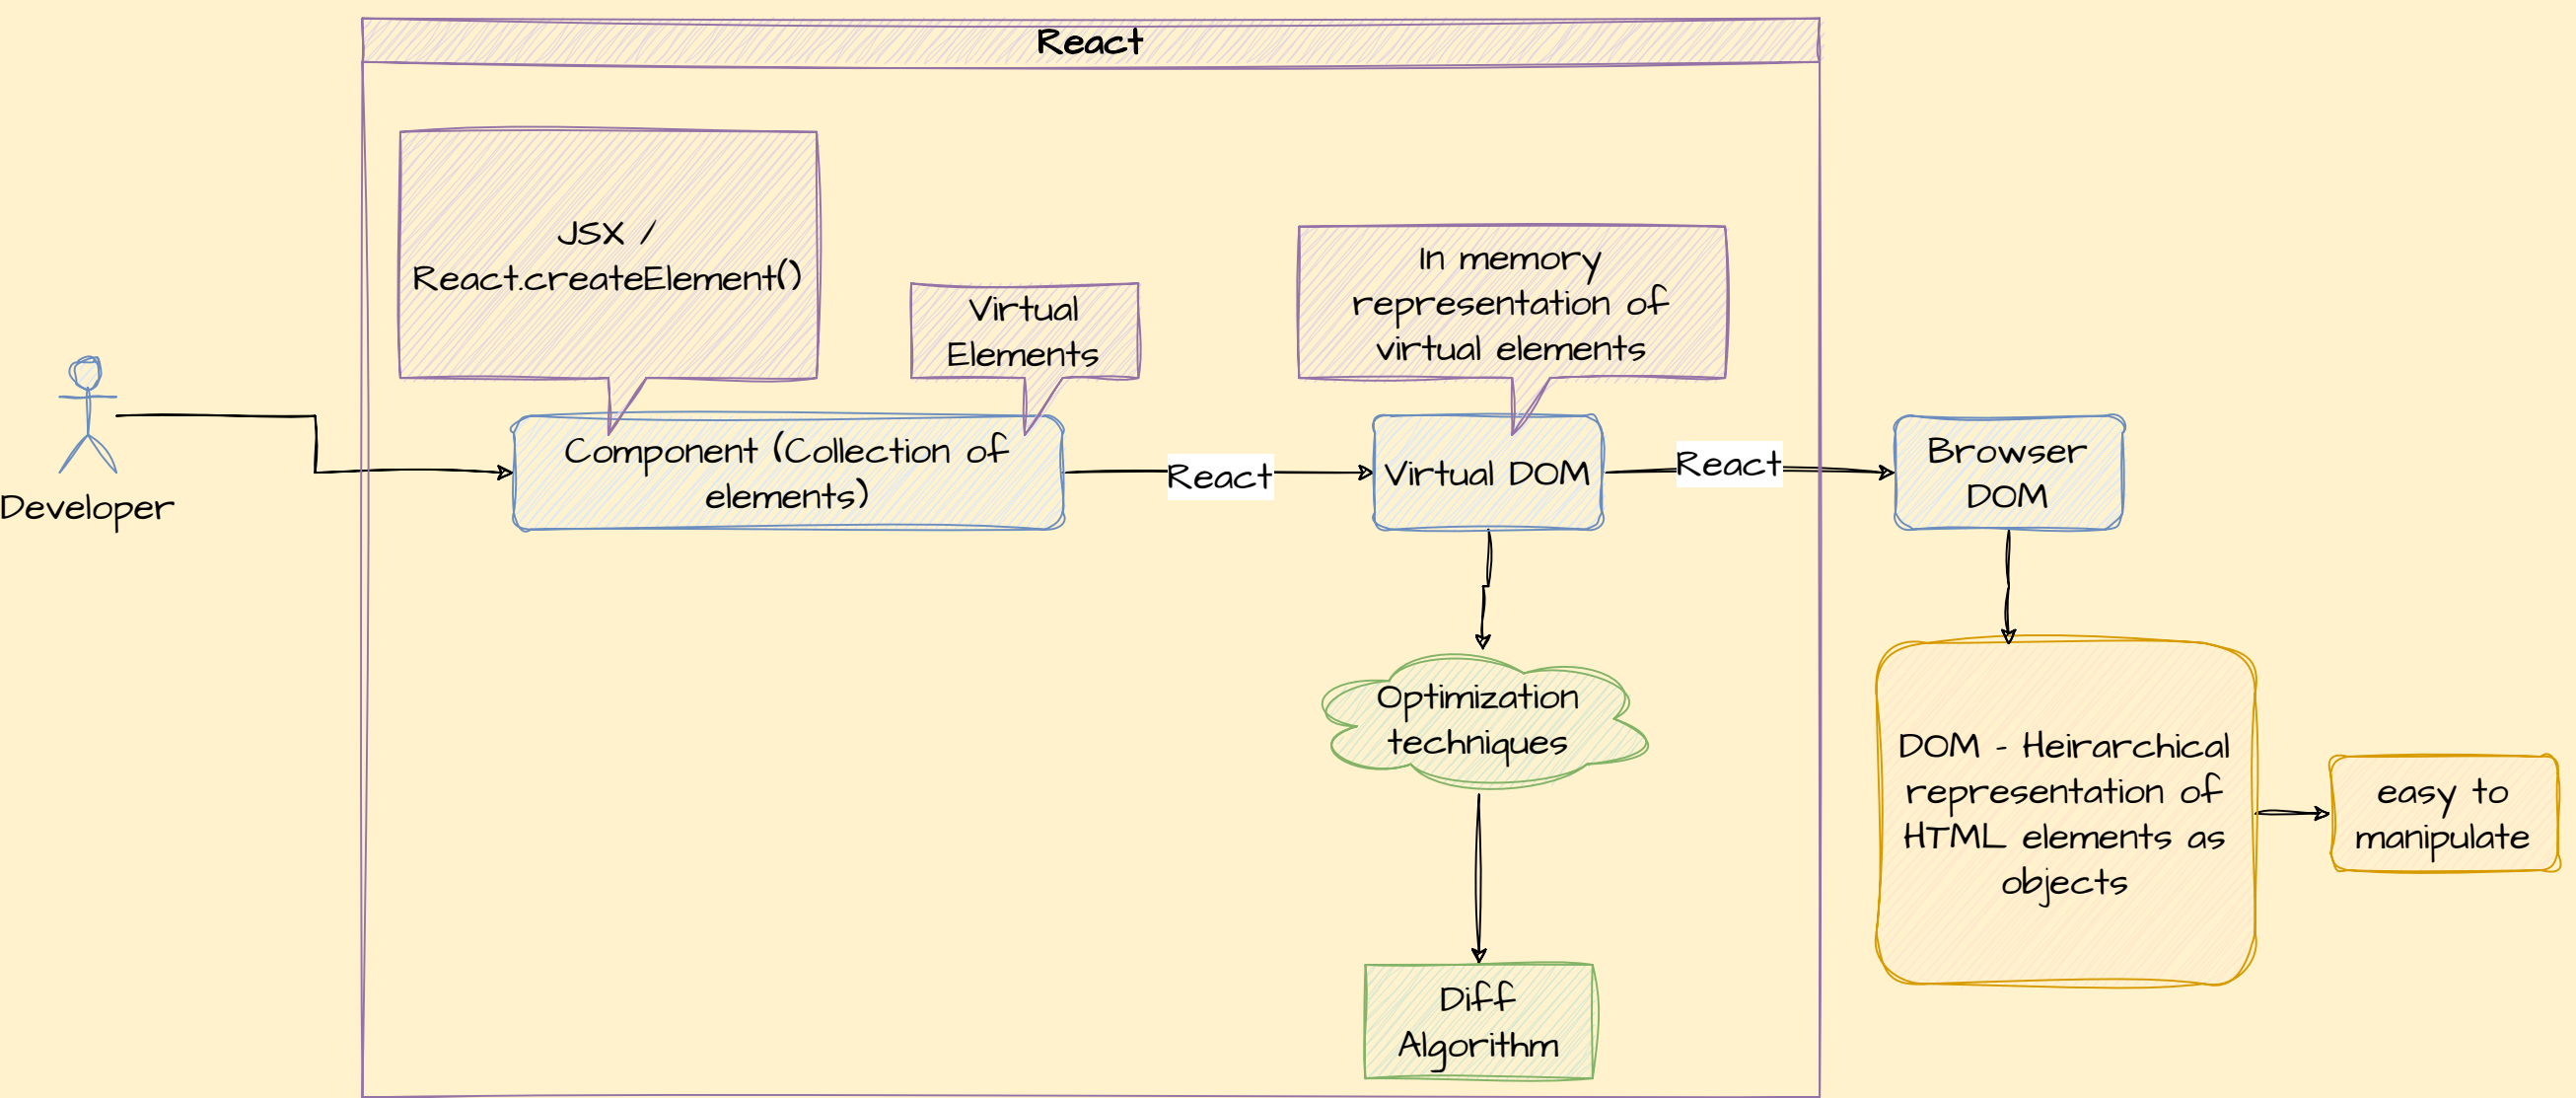 React
JSX /
React.createElement()
Virtual
Elements
In memory
representation of
virtual elements
Developer
Component (Collection of
elements)
React
Virtual DOM
React
Browser
DOM
Optimization
techniques
DOM - Heirarchical
representation of
HTML elements as
objects
easy to
manipulate
Diff
Algorithm